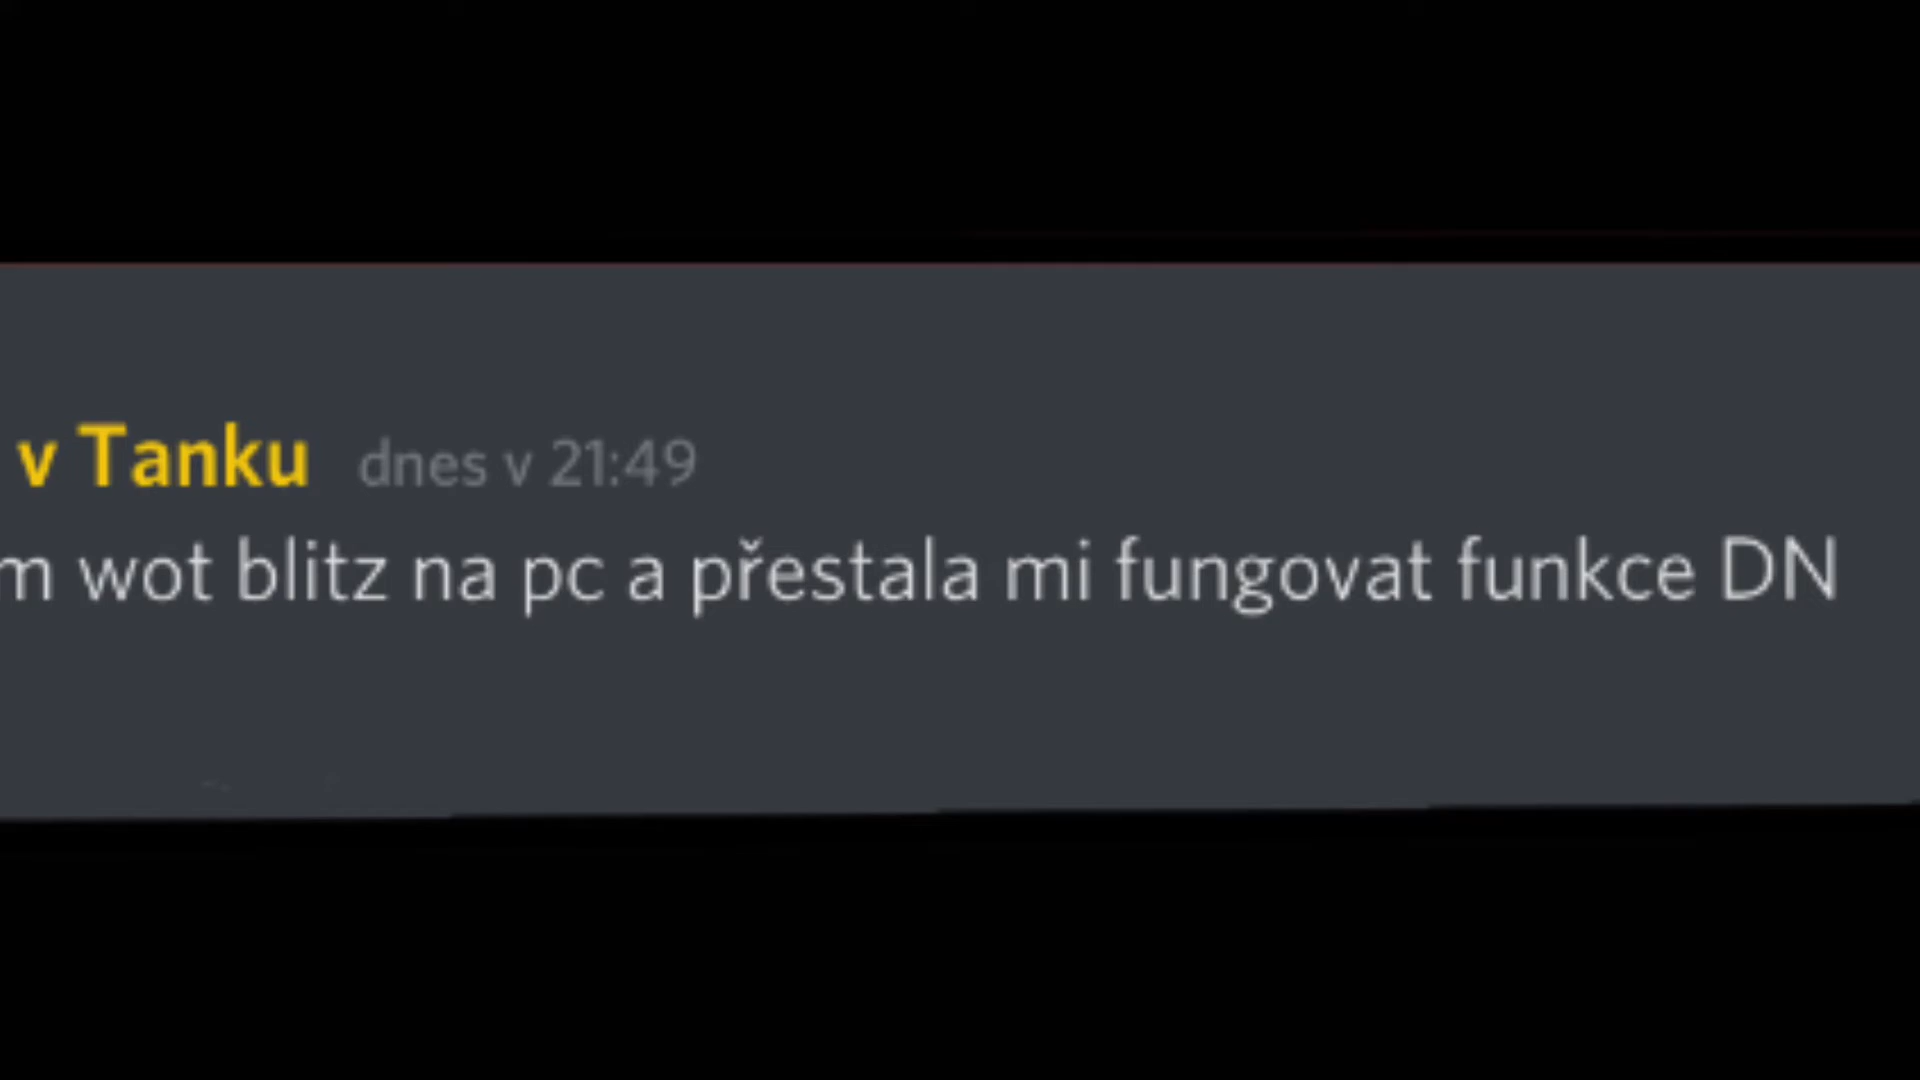 v Tanku dnes v 21:49
m wot blitz na pc a přestala mi fungovat funkce DN